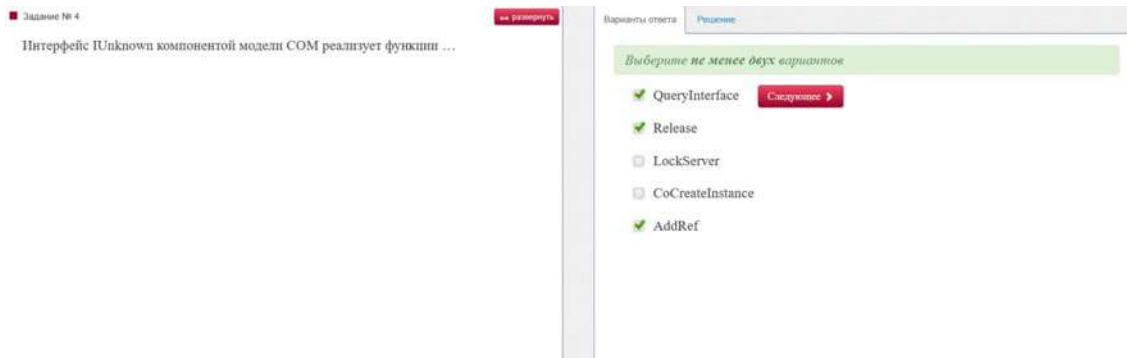 Задание № 4
развернуть
Интерфейс IUnknown компонентой модели COM реализует функции …
Варианты ответа
Решение
Выберите не менее двух вариантов
QueryInterface
Следующее
Release
LockServer
CoCreateInstance
AddRef